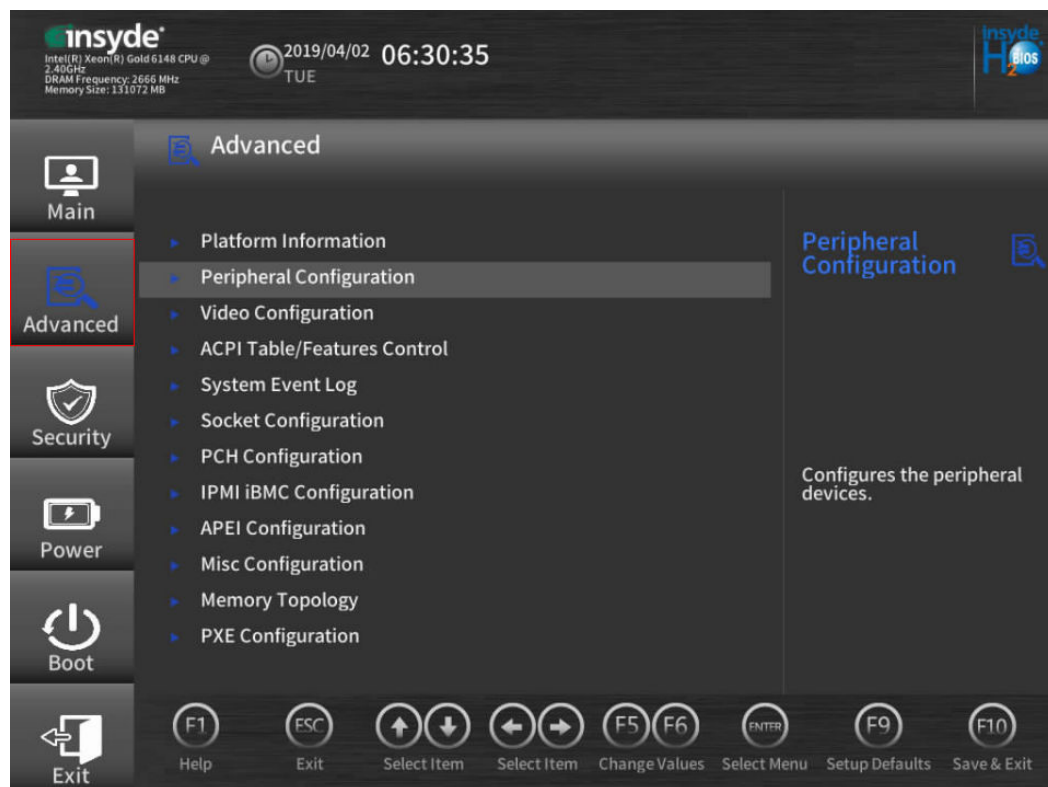 insyde
Intel(R) Xeon(R) Gold 6148 CPU @
2.40GHz
DRAM Frequency: 2666 MHz
Memory Size: 131072 MB
2019/04/02 06:30:35
TUE
insyde
H2BIOS
Advanced
Main
Advanced
Security
Power
Boot
Exit
Platform Information
Peripheral Configuration
Video Configuration
ACPI Table/Features Control
System Event Log
Socket Configuration
PCH Configuration
IPMI iBMC Configuration
APEI Configuration
Misc Configuration
Memory Topology
PXE Configuration
Peripheral
Configuration
Configures the peripheral
devices.
F1 ESC F5 F6 ENTER F9 F10
Help Exit Select Item Select Item Change Values Select Menu Setup Defaults Save & Exit